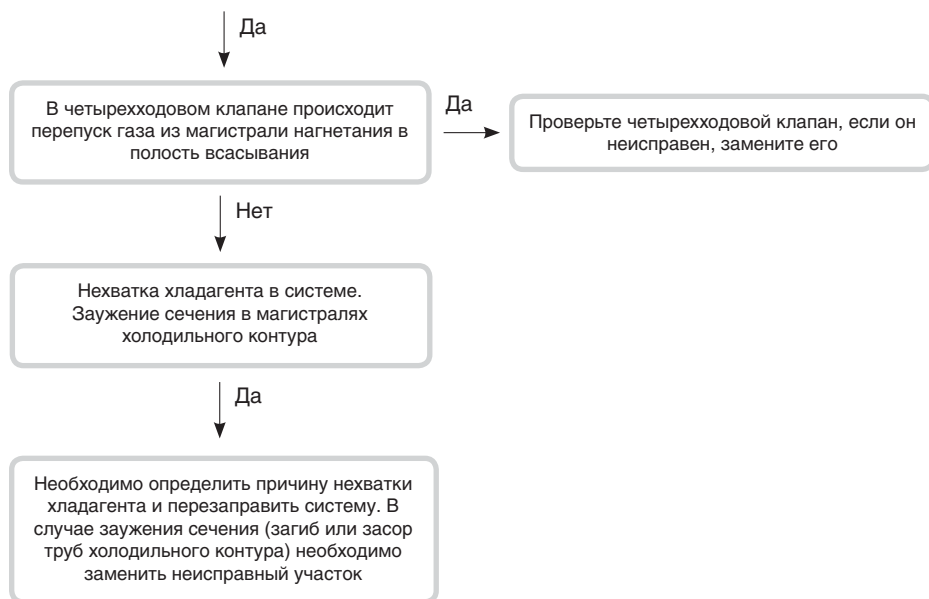 Да
В четырехходовом клапане происходит
перепуск газа из магистрали нагнетания в
полость всасывания
Да
Проверьте четырехходовой клапан, если он
неисправен, замените его
Нет
Нехватка хладагента в системе.
Заужение сечения в магистралях
холодильного контура
Да
Необходимо определить причину нехватки
хладагента и перезаправить систему. В
случае заужения сечения (загиб или засор
труб холодильного контура) необходимо
заменить неисправный участок